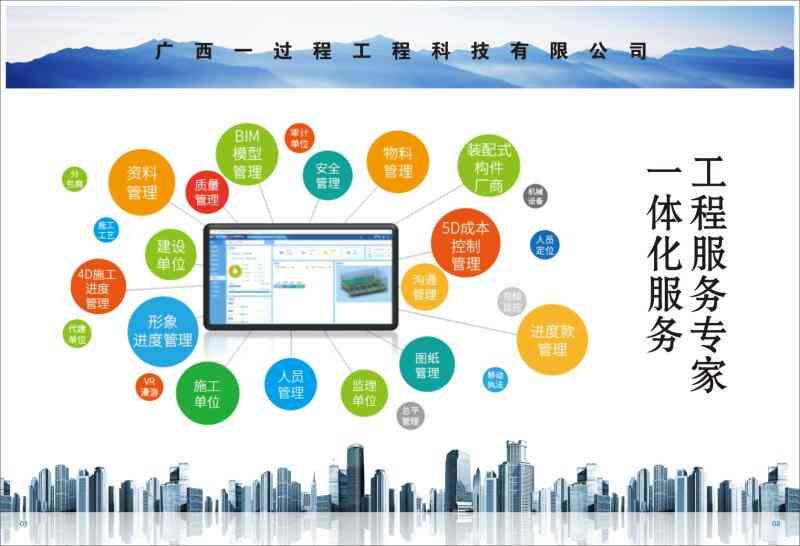 广西一过程工程科技有限公司
工程服务专家
一体化服务
BIM
模型
管理
审计
单位
物料
管理
装配式
构件
厂商
分
包商
资料
管理
质量
管理
安全
管理
机械
设备
施工
工艺
建设
单位
5D成本
控制
管理
人员
定位
4D施工
进度
管理
沟通
管理
形象
进度管理
代建
单位
进度款
管理
图纸
管理
VR
漫游
施工
单位
人员
管理
监理
单位
移动
执法
总平
管理
01
02